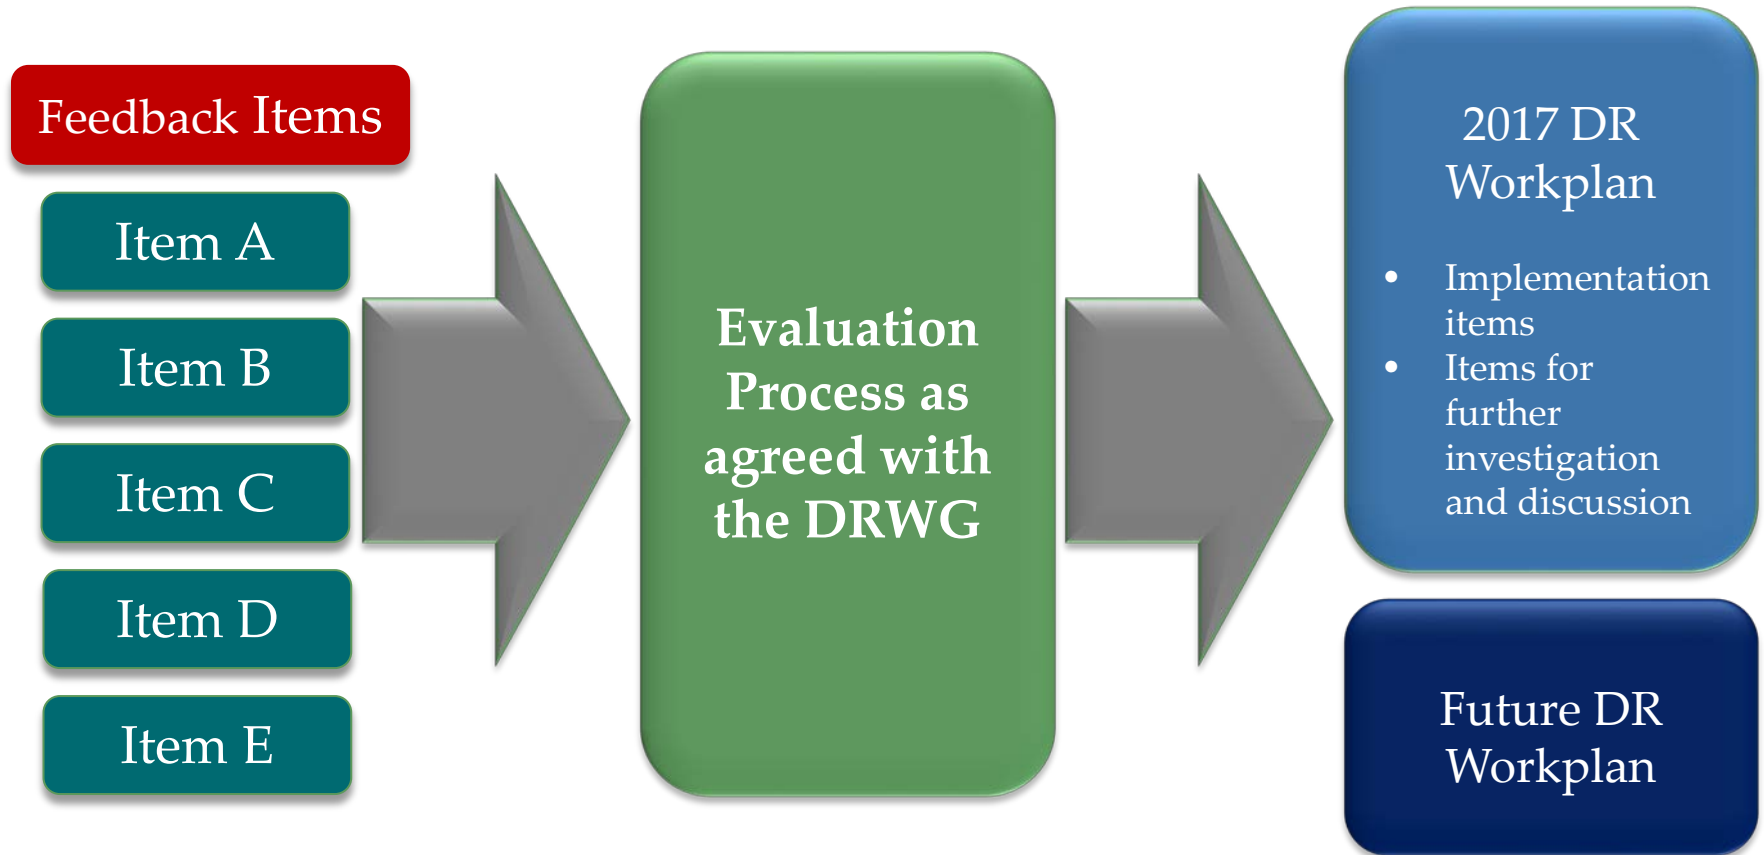 Feedback Items
Item A
Item B
Item C
Item D
Item E
Evaluation
Process as
agreed with
the DRWG
2017 DR
Workplan
• Implementation
items
• Items for
further
investigation
and discussion
Future DR
Workplan